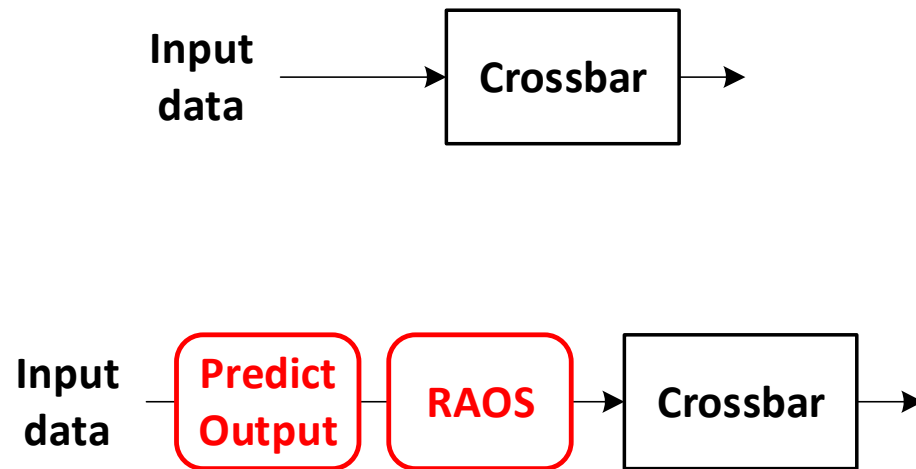 Input
data
Crossbar
Input
data
Predict
Output
RAOS
Crossbar